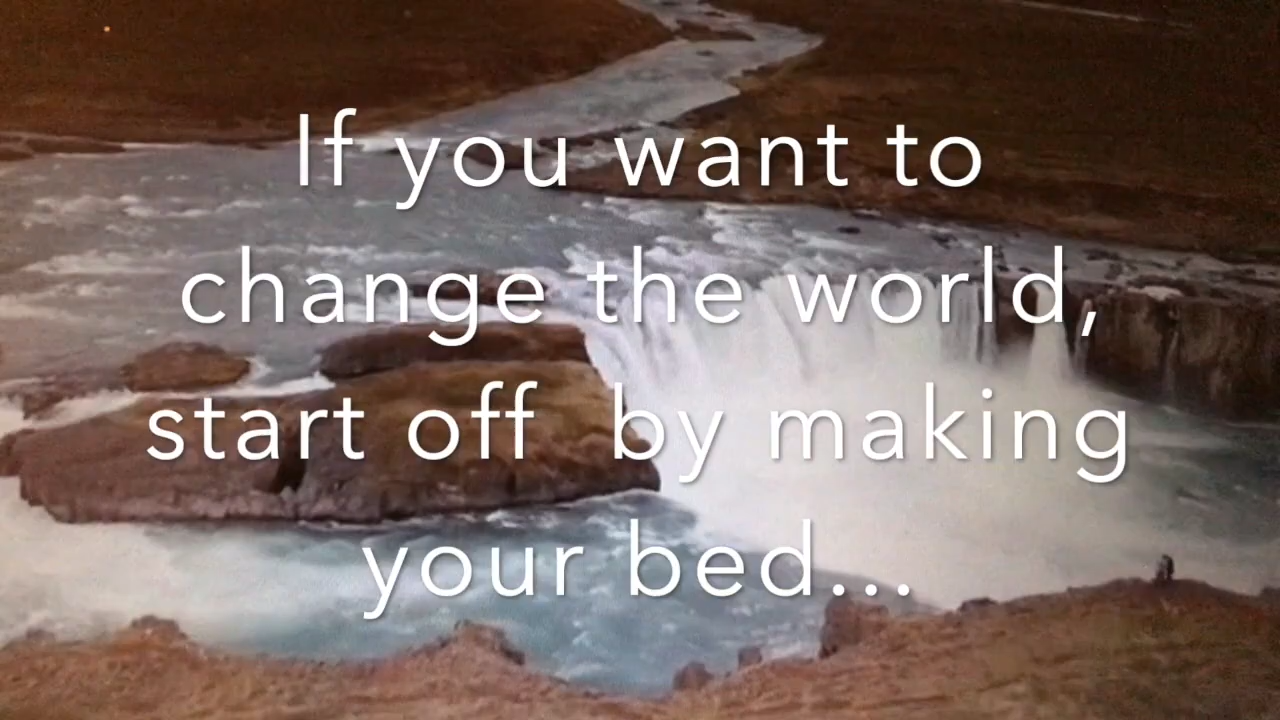 If you want to
change the world,
start off  by making
your bed...